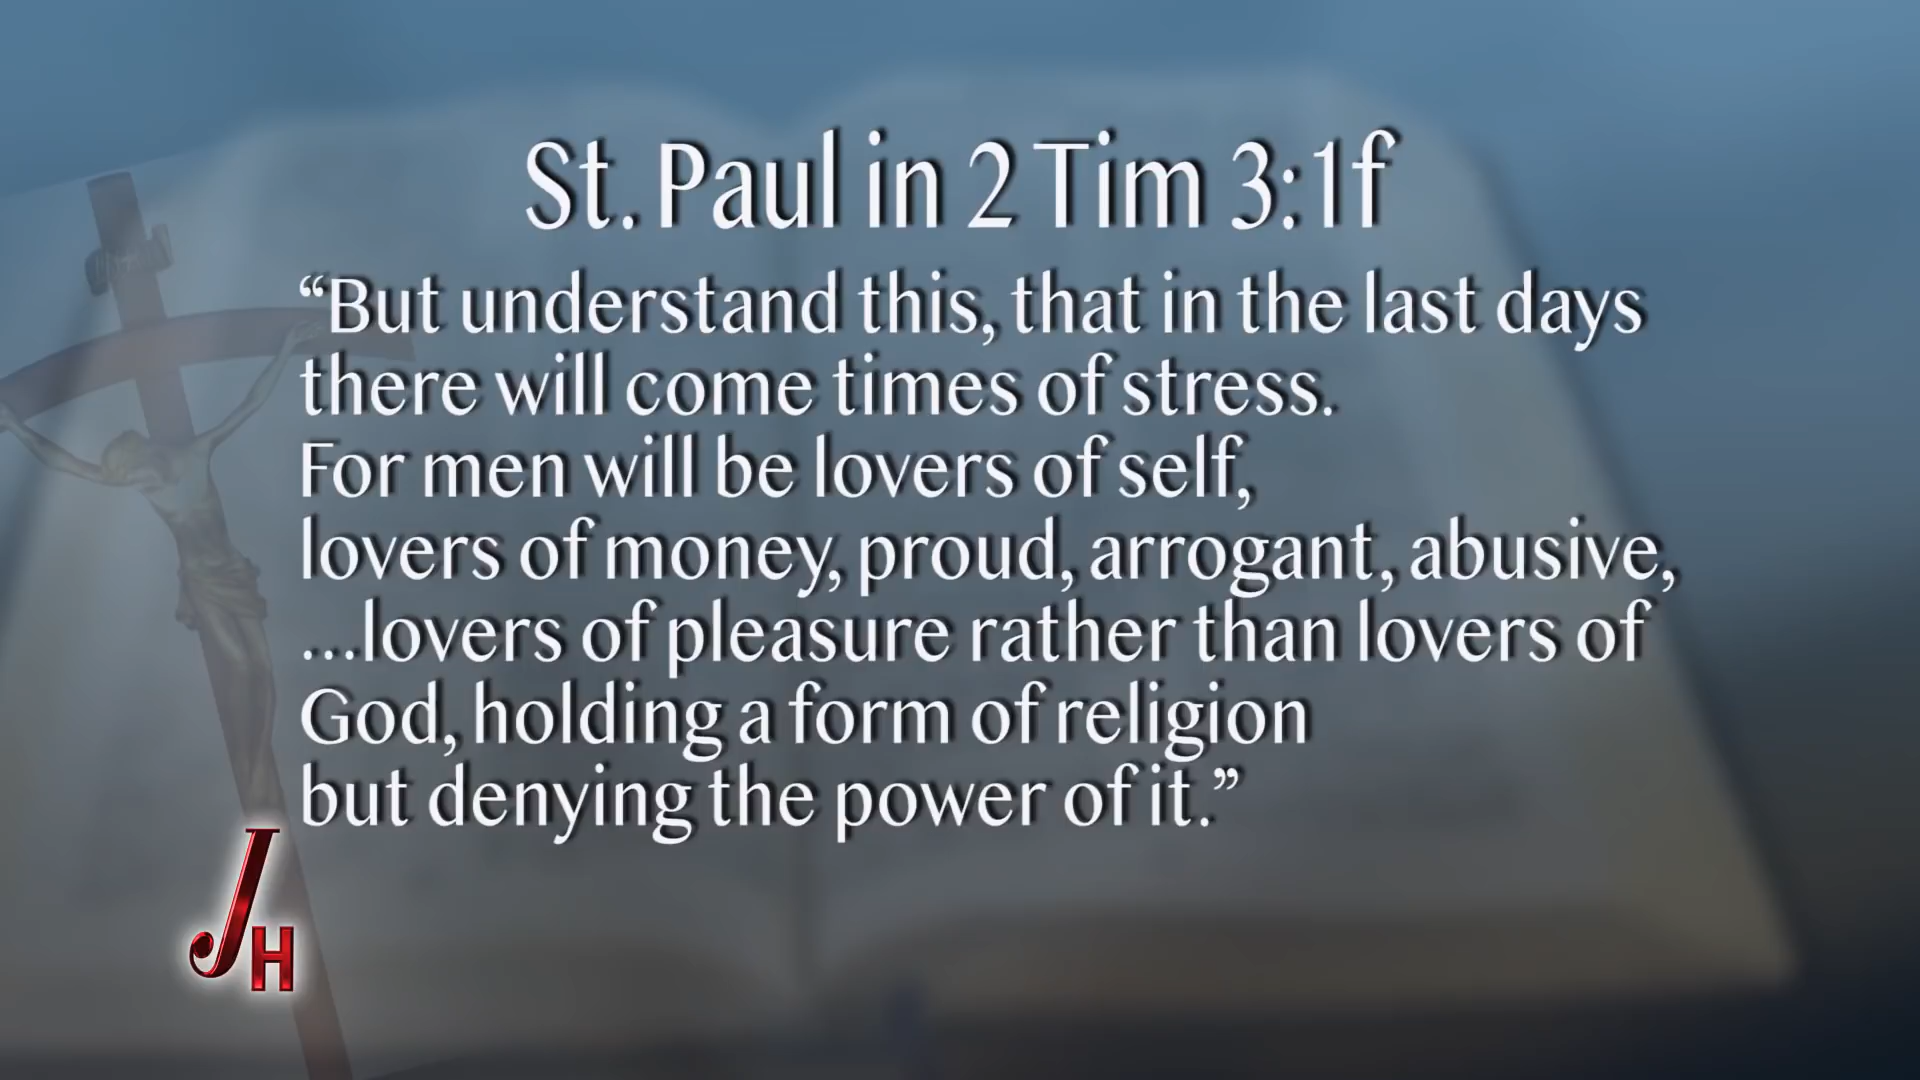 St. Paul in 2 Tim 3:1f
“But understand this, that in the last days
there will come times of stress.
For men will be lovers of self,
lovers of money, proud, arrogant, abusive,
...lovers of pleasure rather than lovers of
God, holding a form of religion
but denying the power of it.”
JH